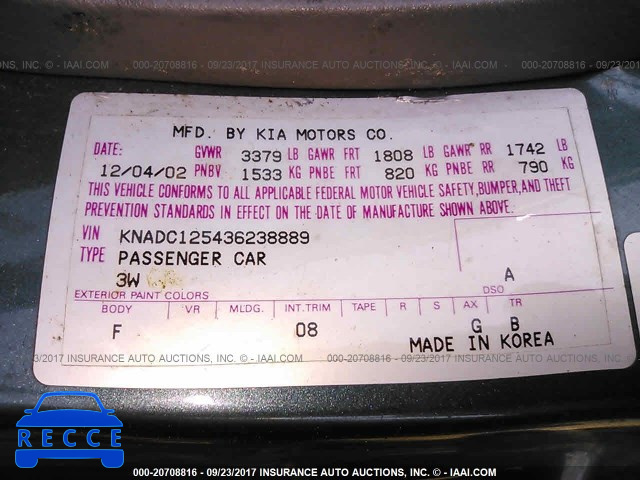 INSURANCE AUTO AUCTIONS, INC. - IAAI.COM 000-20708816 - 09/23/2017 INSURANCE AUTO AUCTIONS, INC. - IAAI.COM 000-20708816
MFD. BY KIA MOTORS CO.
DATE: GVWR 3379 LB GAWR FRT 1808 LB GAWR RR 1742 LB
12/04/02 PNBV 1533 KG PNBE FRT 820 KG PNBE RR 790 KG
THIS VEHICLE CONFORMS TO ALL APPLICABLE FEDERAL MOTOR VEHICLE SAFETY,BUMPER,AND THEFT
PREVENTION STANDARDS IN EFFECT ON THE DATE OF MANUFACTURE SHOWN ABOVE.
VIN KNADC125436238889
TYPE PASSENGER CAR
3W A
EXTERIOR PAINT COLORS DSO
BODY VR MLDG. INT.TRIM TAPE R S AX TR
F 08 G B
MADE IN KOREA
23/2017 INSURANCE AUTO AUCTIONS, INC. - IAAI.COM 000-20708816 - 09/23/2017 INSURANCE AUTO AUCTIONS, INC. - IAAI.COM
RECCE
000-20708816 - 09/23/2017 INSURANCE AUTO AUCTIONS, INC. - IAAI.COM